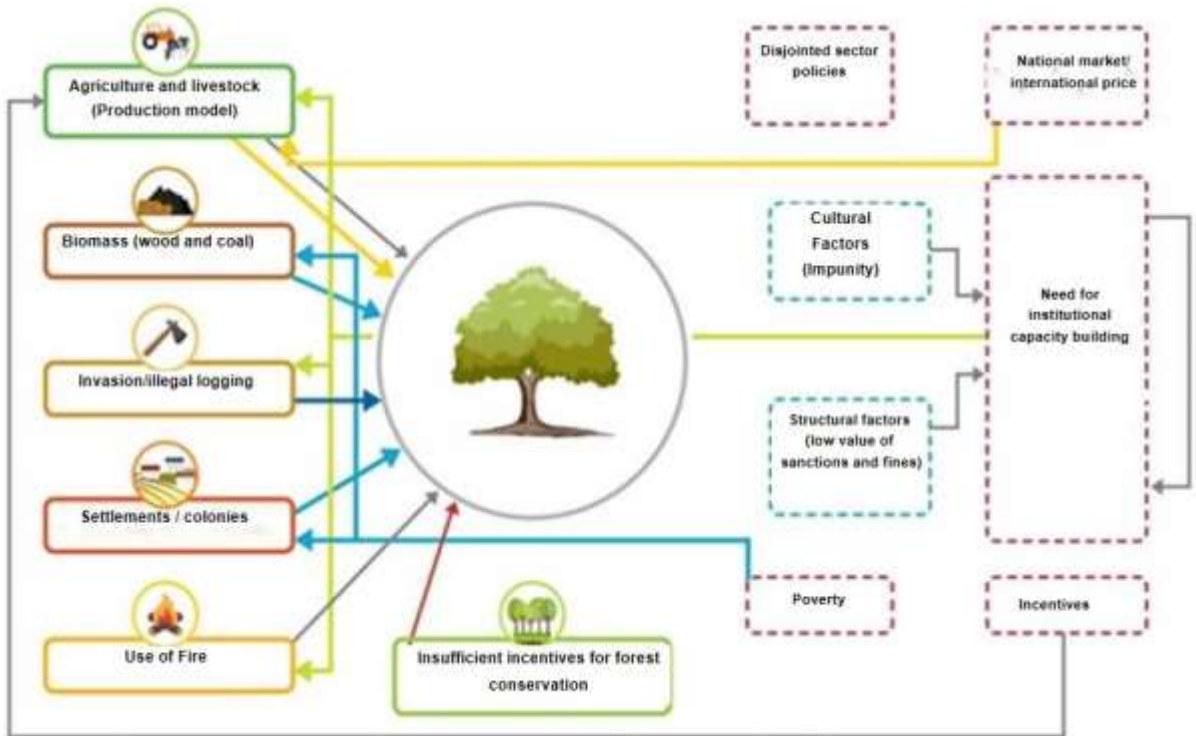 Agriculture and livestock
(Production model)
Biomass (wood and coal)
Invasion/illegal logging
Settlements / colonies
Use of Fire
Insufficient incentives for forest
conservation
Disjointed sector
policies
National market/
international price
Cultural
Factors
(Impunity)
Need for
institutional
capacity building
Structural factors
(low value of
sanctions and fines)
Poverty
Incentives